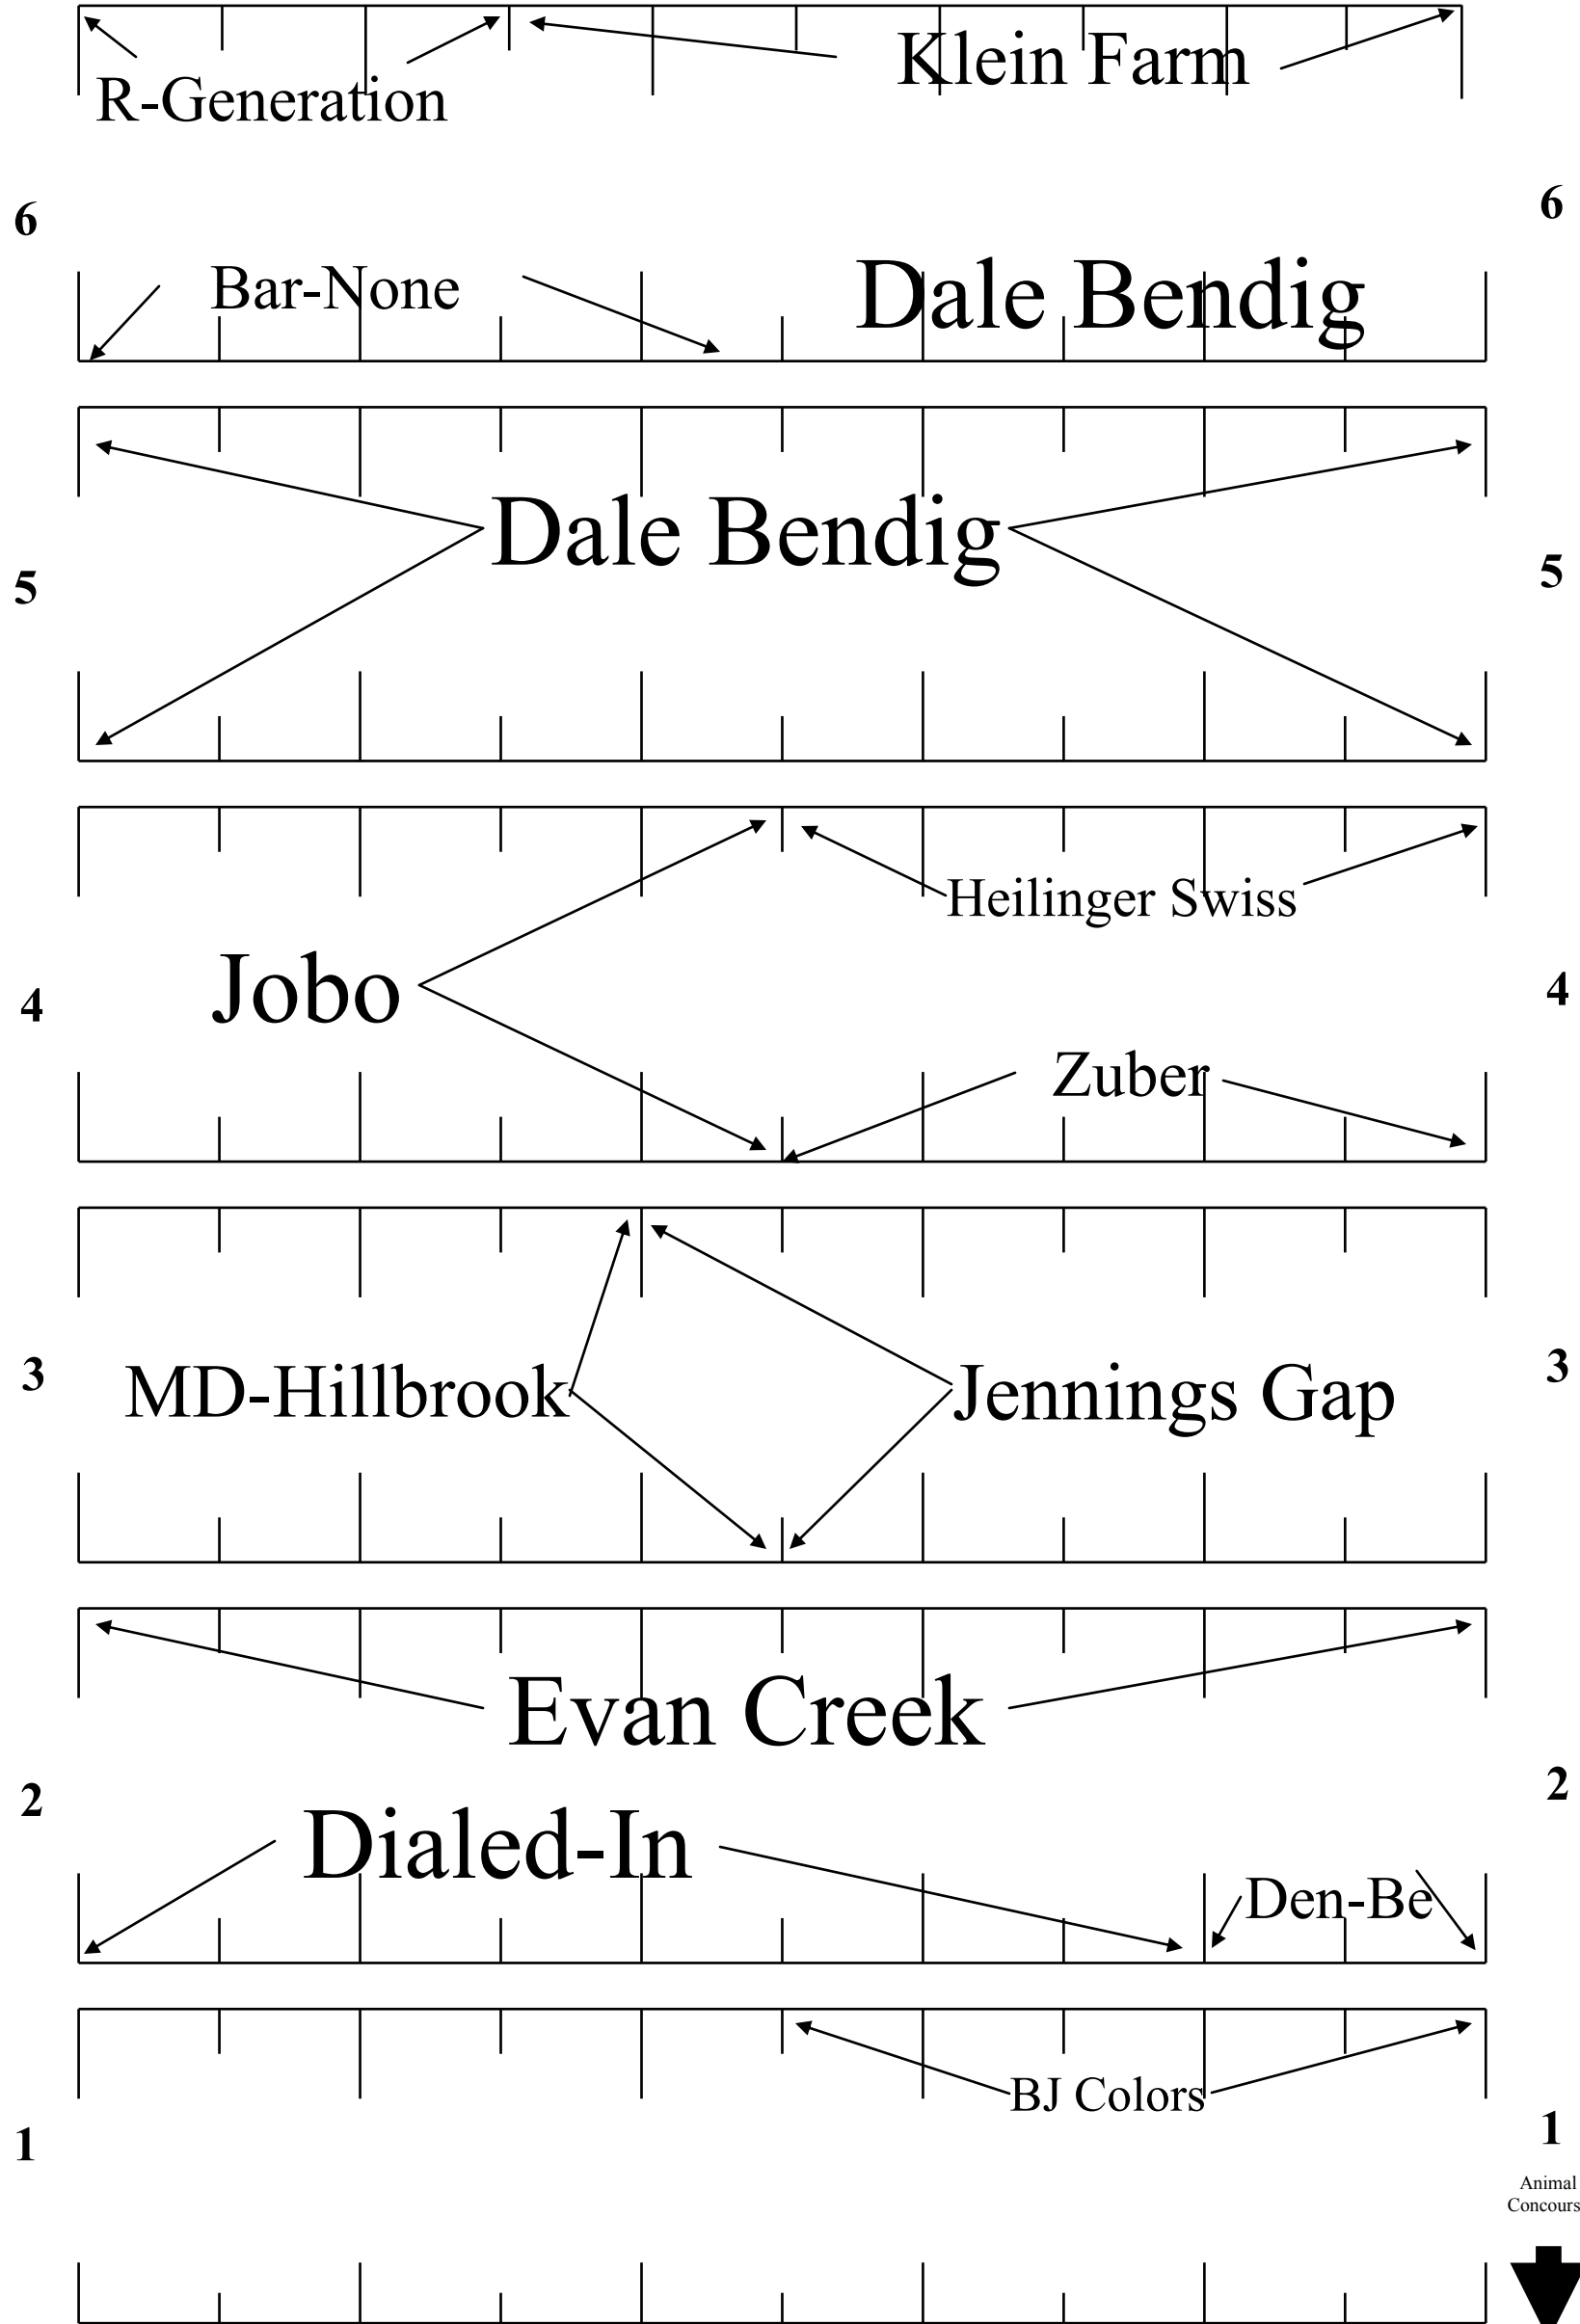 Klein Farm
R-Generation
6
6
Bar-None
Dale Bendig
Dale Bendig
5
5
Heilinger Swiss
Jobo
4
4
Zuber
3
MD-Hillbrook
Jennings Gap
3
Evan Creek
2
2
Dialed-In
Den-Be
BJ Colors
1
1
Animal
Concours